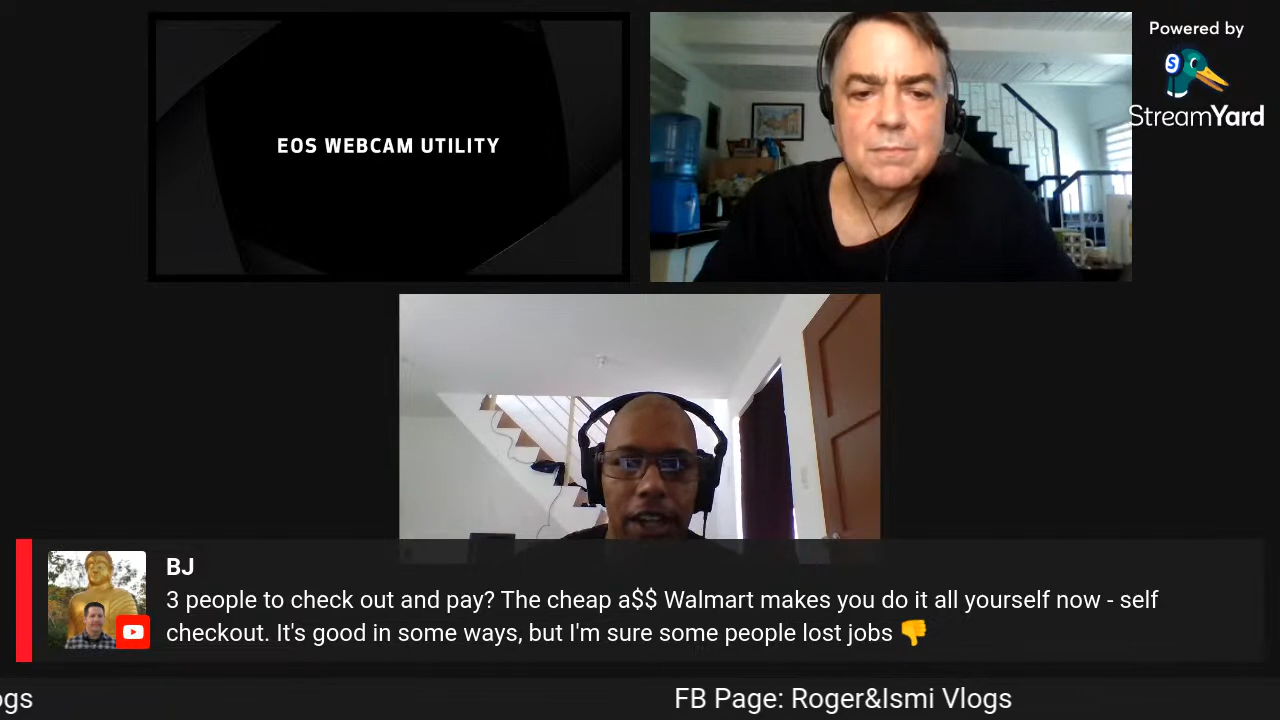 EOS WEBCAM UTILITY
Powered by
S
StreamYard
BJ
3 people to check out and pay? The cheap a$$ Walmart makes you do it all yourself now - self
checkout. It's good in some ways, but I'm sure some people lost jobs 👎
ogs
FB Page: Roger&Ismi Vlogs